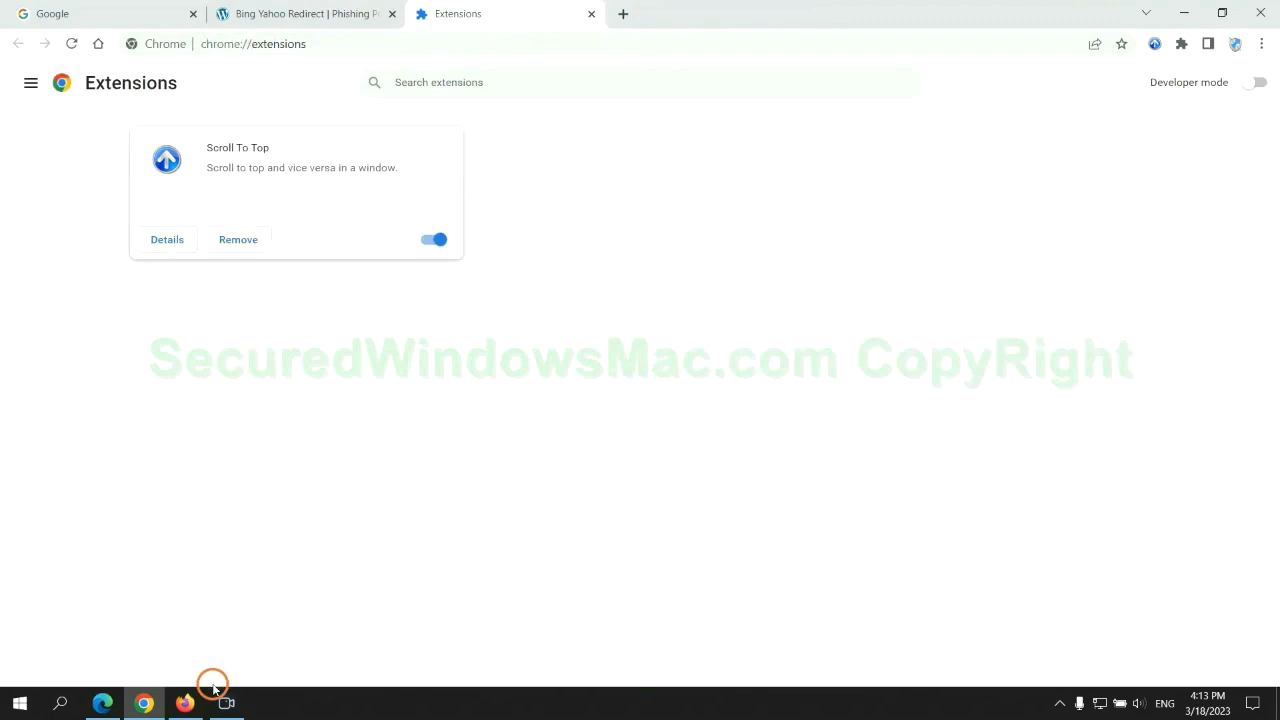 Google
Bing Yahoo Redirect | Phishing P
Extensions
Chrome | chrome://extensions
Extensions
Search extensions
Developer mode
Scroll To Top
Scroll to top and vice versa in a window.
Details
Remove
SecuredWindowsMac.com CopyRight
ENG
4:13 PM
3/18/2023